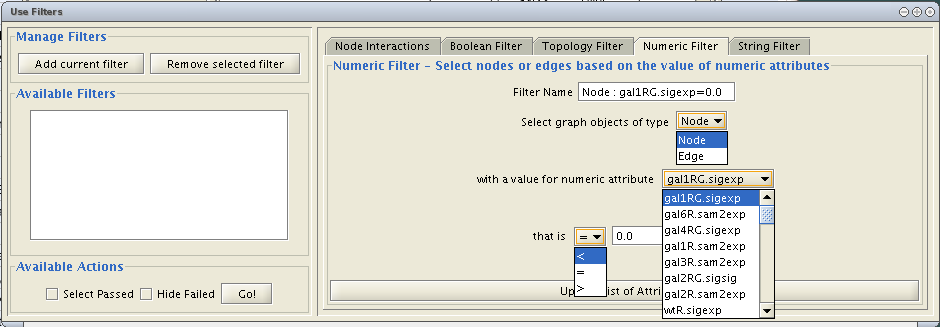 Use Filters
Manage Filters
Add current filter
Remove selected filter
Available Filters
Available Actions
Select Passed
Hide Failed
Go!
Node Interactions
Boolean Filter
Topology Filter
Numeric Filter
String Filter
Numeric Filter - Select nodes or edges based on the value of numeric attributes
Filter Name
Node : gal1RG.sigexp=0.0
Select graph objects of type
Node
Node
Edge
with a value for numeric attribute
gal1RG.sigexp
gal1RG.sigexp
gal6R.sam2exp
gal4RG.sigexp
gal1R.sam2exp
gal3R.sam2exp
gal2RG.sigsig
gal2R.sam2exp
wtR.sigexp
that is
=
0.0
<
=
>
Up
ist of Attri